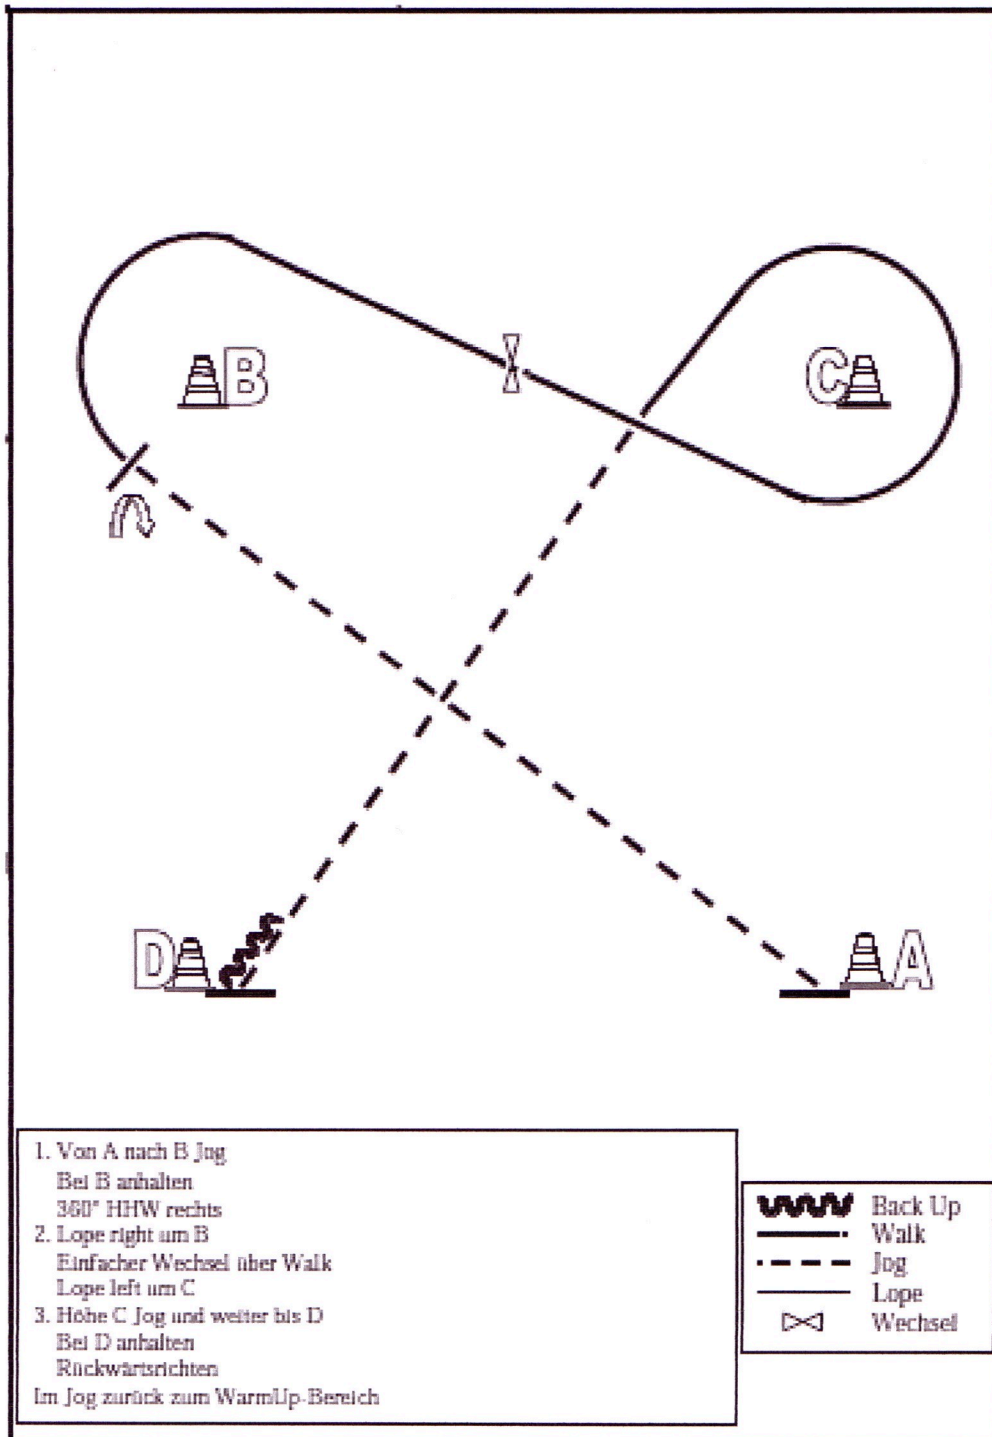 B
C
D
A
1. Von A nach B Jog
Bei B anhalten
360° HHW rechts
2. Lope right um B
Einfacher Wechsel über Walk
Lope left um C
3. Höhe C Jog und weiter bis D
Bei D anhalten
Rückwärtsrichten
Im Jog zurück zum WarmUp-Bereich
Back Up
Walk
Jog
Lope
Wechsel